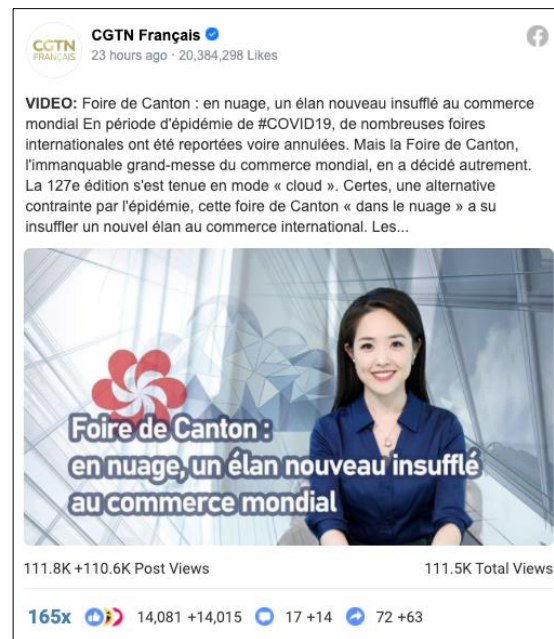 CGTN
FRANÇAIS
CGTN Français
23 hours ago · 20,384,298 Likes
VIDEO: Foire de Canton : en nuage, un élan nouveau insufflé au commerce
mondial En période d'épidémie de #COVID19, de nombreuses foires
internationales ont été reportées voire annulées. Mais la Foire de Canton,
l'immanquable grand-messe du commerce mondial, en a décidé autrement.
La 127e édition s'est tenue en mode « cloud ». Certes, une alternative
contrainte par l'épidémie, cette foire de Canton « dans le nuage » a su
insuffler un nouvel élan au commerce international. Les...
Foire de Canton :
en nuage, un élan nouveau insufflé
au commerce mondial
111.8K +110.6K Post Views 111.5K Total Views
165x 14,081 +14,015 17 +14 72 +63